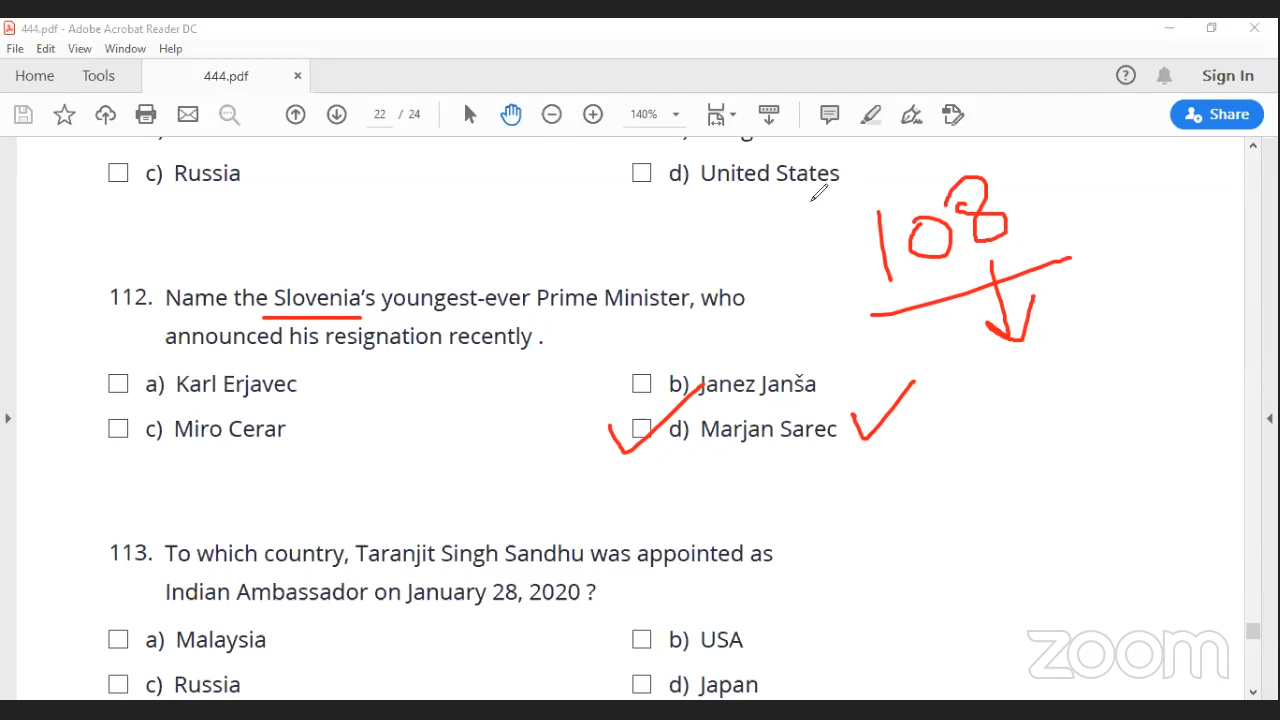 444.pdf - Adobe Acrobat Reader DC
File Edit View Window Help
Home Tools 444.pdf × ? Sign In
22 / 24 140% Share
c) Russia d) United States
108
112. Name the Slovenia's youngest-ever Prime Minister, who
announced his resignation recently .
a) Karl Erjavec b) Janez Janša
c) Miro Cerar d) Marjan Sarec
113. To which country, Taranjit Singh Sandhu was appointed as
Indian Ambassador on January 28, 2020 ?
a) Malaysia b) USA
c) Russia d) Japan
zoom